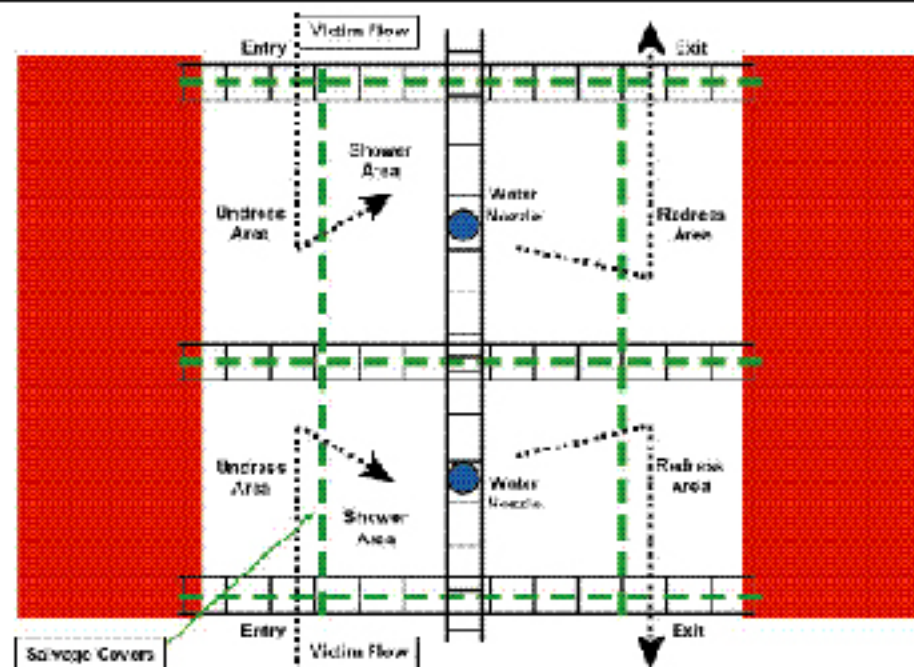 Victim Flow
Entry
Exit
Shower
Area
Water
Nozzle
Undress
Area
Redress
Area
Undress
Area
Redress
Area
Water
Nozzle
Shower
Area
Entry
Exit
Salvage Covers
Victim Flow